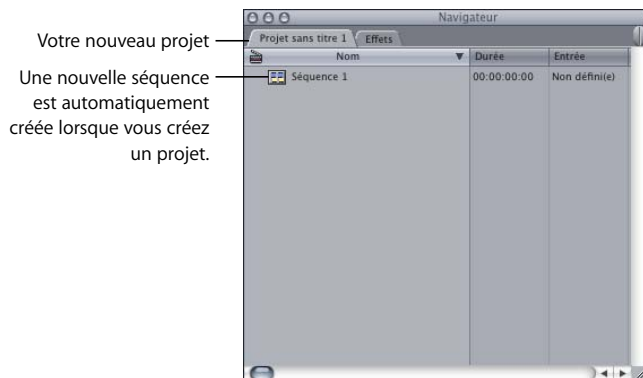 Navigateur
Votre nouveau projet
Projet sans titre 1 Effets
Nom Durée Entrée
Une nouvelle séquence
est automatiquement
créée lorsque vous créez
un projet.
Séquence 1 00:00:00:00 Non défini(e)